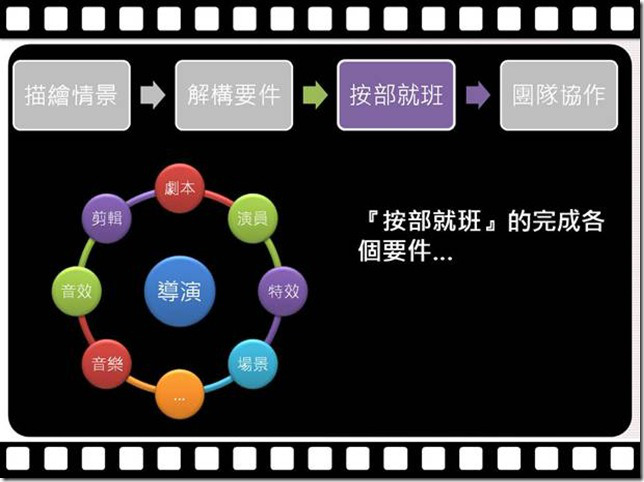 描繪情景
解構要件
按部就班
團隊協作
劇本
演員
特效
場景
...
音樂
音效
剪輯
導演
『按部就班』的完成各
個要件...